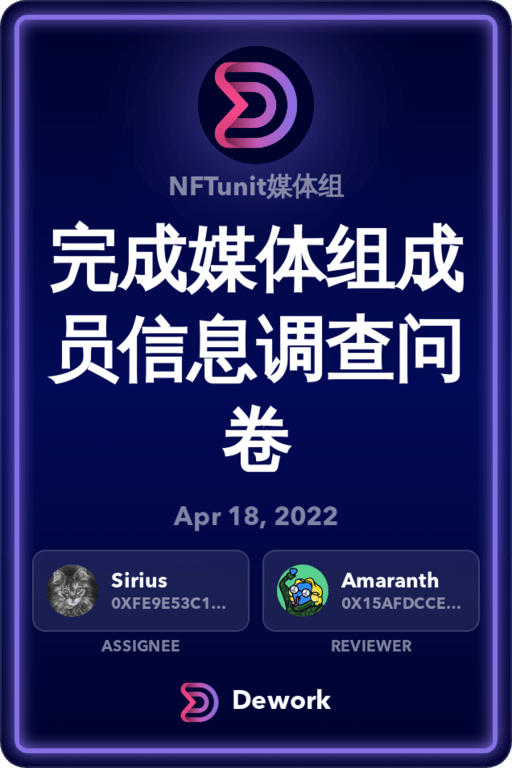 NFTunit媒体组
完成媒体组成
员信息调查问
卷
Apr 18, 2022
Sirius
0XFE9E53C1...
ASSIGNEE
Amaranth
0X15AFDCCE...
REVIEWER
Dework